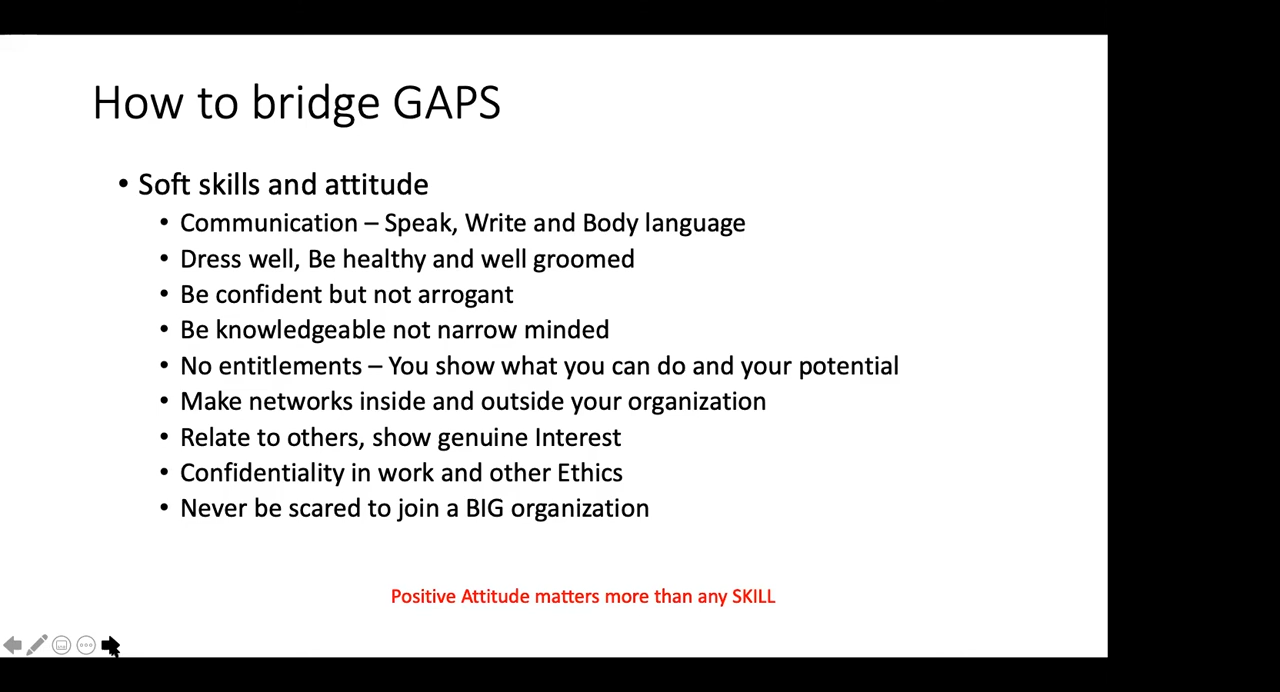 How to bridge GAPS
• Soft skills and attitude
• Communication – Speak, Write and Body language
• Dress well, Be healthy and well groomed
• Be confident but not arrogant
• Be knowledgeable not narrow minded
• No entitlements – You show what you can do and your potential
• Make networks inside and outside your organization
• Relate to others, show genuine Interest
• Confidentiality in work and other Ethics
• Never be scared to join a BIG organization
Positive Attitude matters more than any SKILL